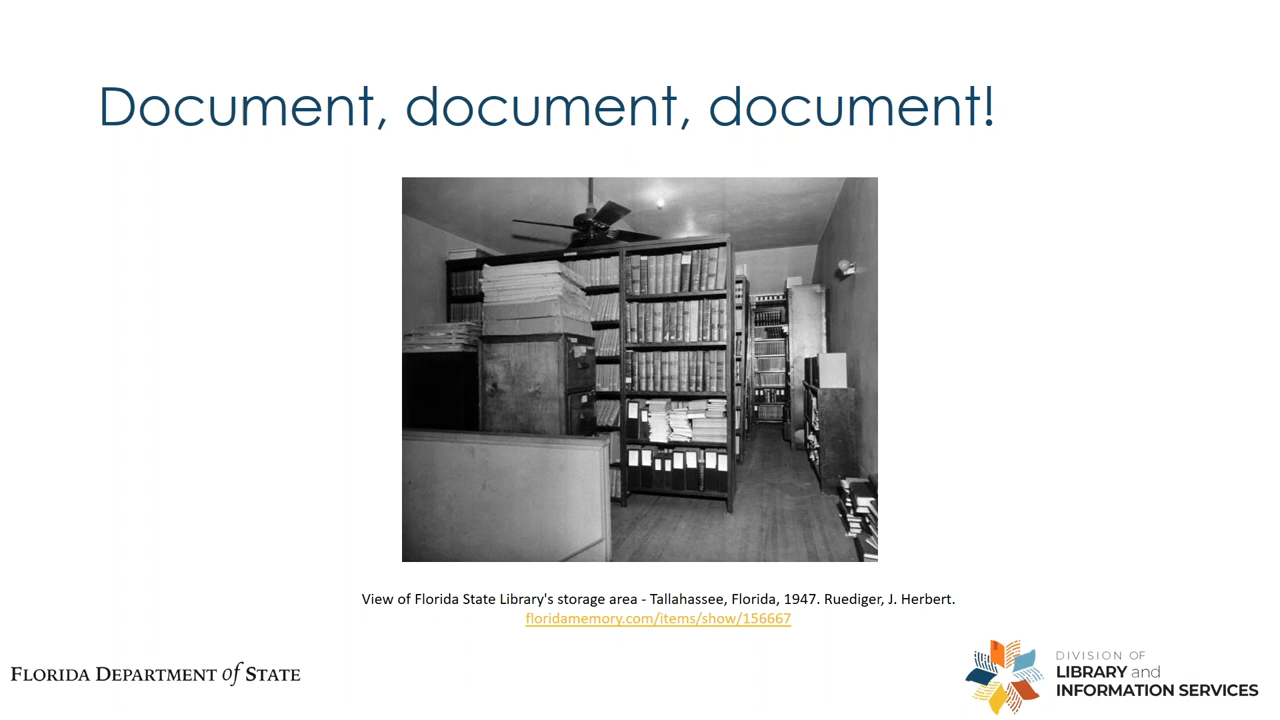 Document, document, document!
View of Florida State Library's storage area - Tallahassee, Florida, 1947. Ruediger, J. Herbert.
floridamemory.com/items/show/156667
FLORIDA DEPARTMENT of STATE
DIVISION OF
LIBRARY and
INFORMATION SERVICES